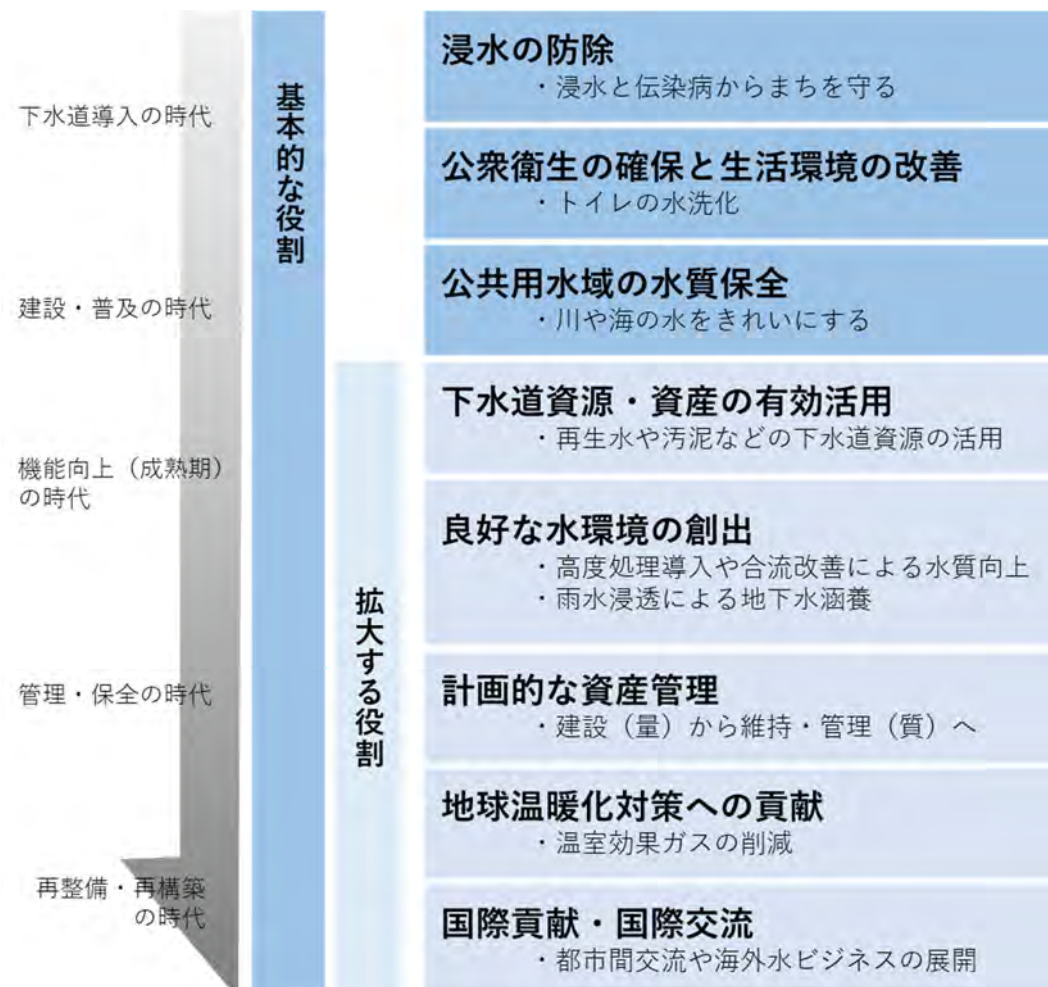 下水道導入の時代
建設・普及の時代
機能向上（成熟期）
の時代
管理・保全の時代
再整備・再構築
の時代
基本的な役割
拡大する役割
浸水の防除
・浸水と伝染病からまちを守る
公衆衛生の確保と生活環境の改善
・トイレの水洗化
公共用水域の水質保全
・川や海の水をきれいにする
下水道資源・資産の有効活用
・再生水や汚泥などの下水道資源の活用
良好な水環境の創出
・高度処理導入や合流改善による水質向上
・雨水浸透による地下水涵養
計画的な資産管理
・建設（量）から維持・管理（質）へ
地球温暖化対策への貢献
・温室効果ガスの削減
国際貢献・国際交流
・都市間交流や海外水ビジネスの展開